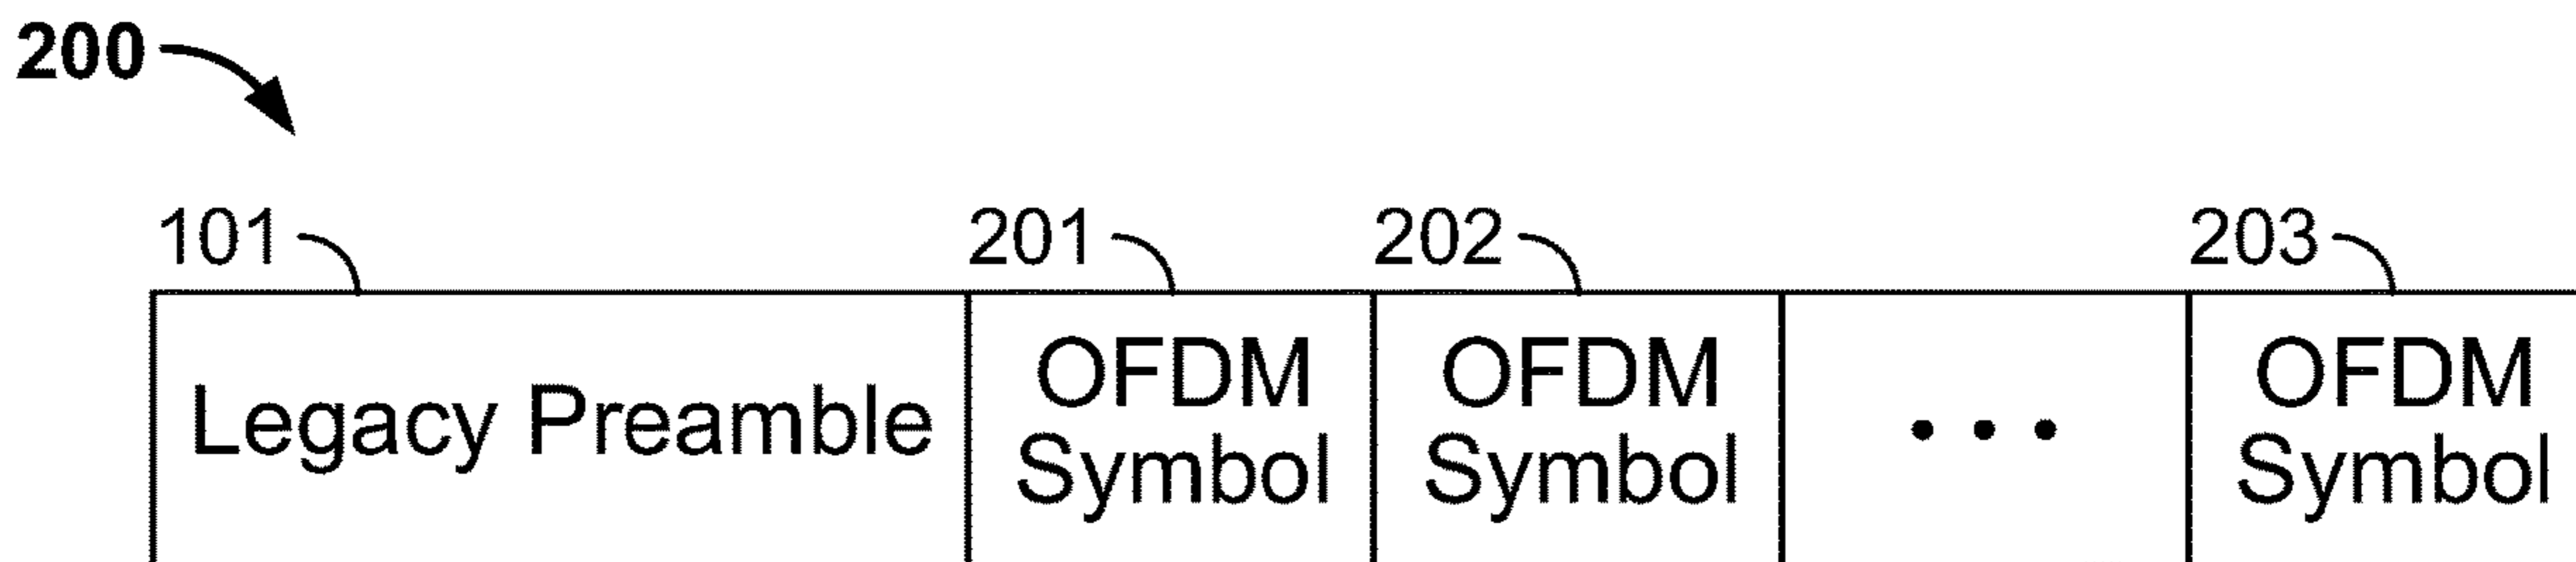 200
101
201
202
203
Legacy Preamble
OFDM
Symbol
OFDM
Symbol
• • •
OFDM
Symbol